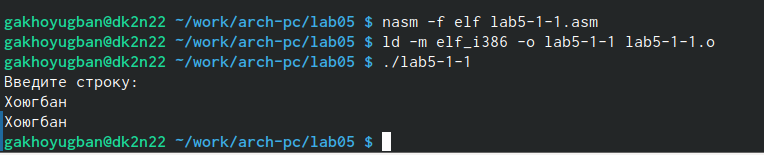 gakhoyugban@dk2n22 ~/work/arch-pc/lab05 $ nasm -f elf lab5-1-1.asm
gakhoyugban@dk2n22 ~/work/arch-pc/lab05 $ ld -m elf_i386 -o lab5-1-1 lab5-1-1.o
gakhoyugban@dk2n22 ~/work/arch-pc/lab05 $ ./lab5-1-1
Введите строку:
Хоюгбан
Хоюгбан
gakhoyugban@dk2n22 ~/work/arch-pc/lab05 $